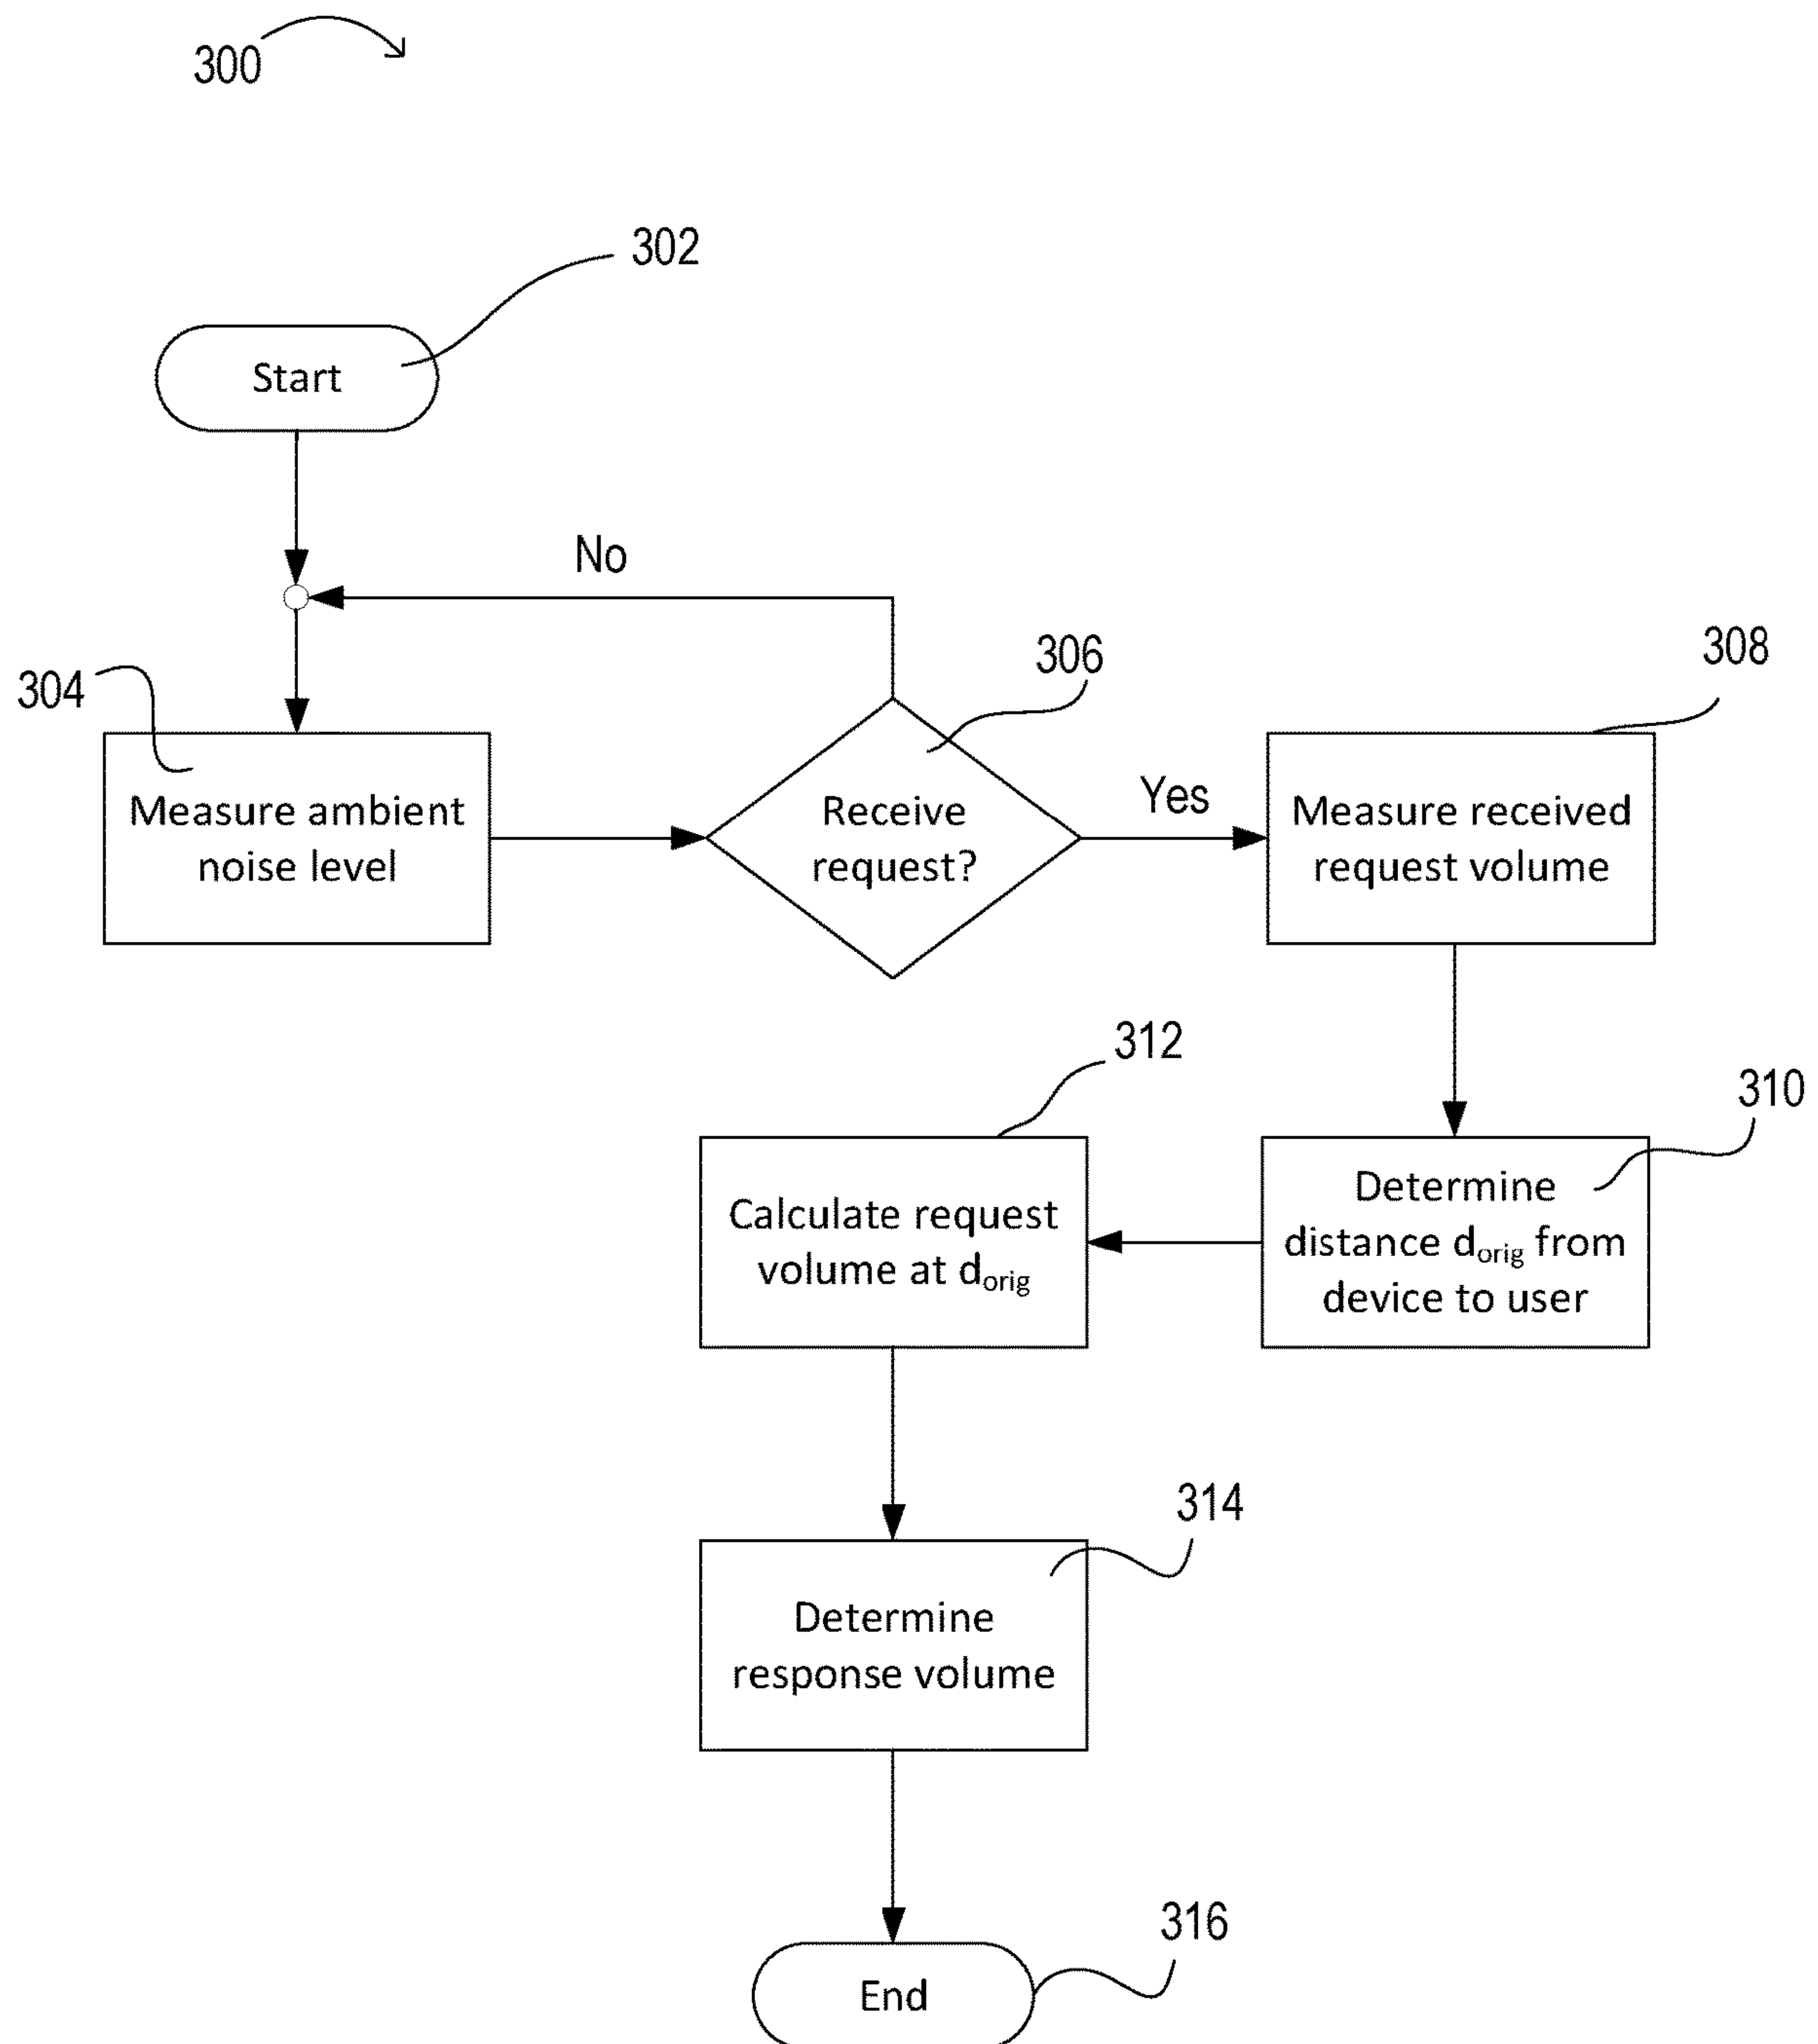 300
302
Start
No
306
308
304
Measure ambient
noise level
Receive
request?
Yes
Measure received
request volume
312
310
Calculate request
volume at dorig
Determine
distance dorig from
device to user
314
Determine
response volume
316
End